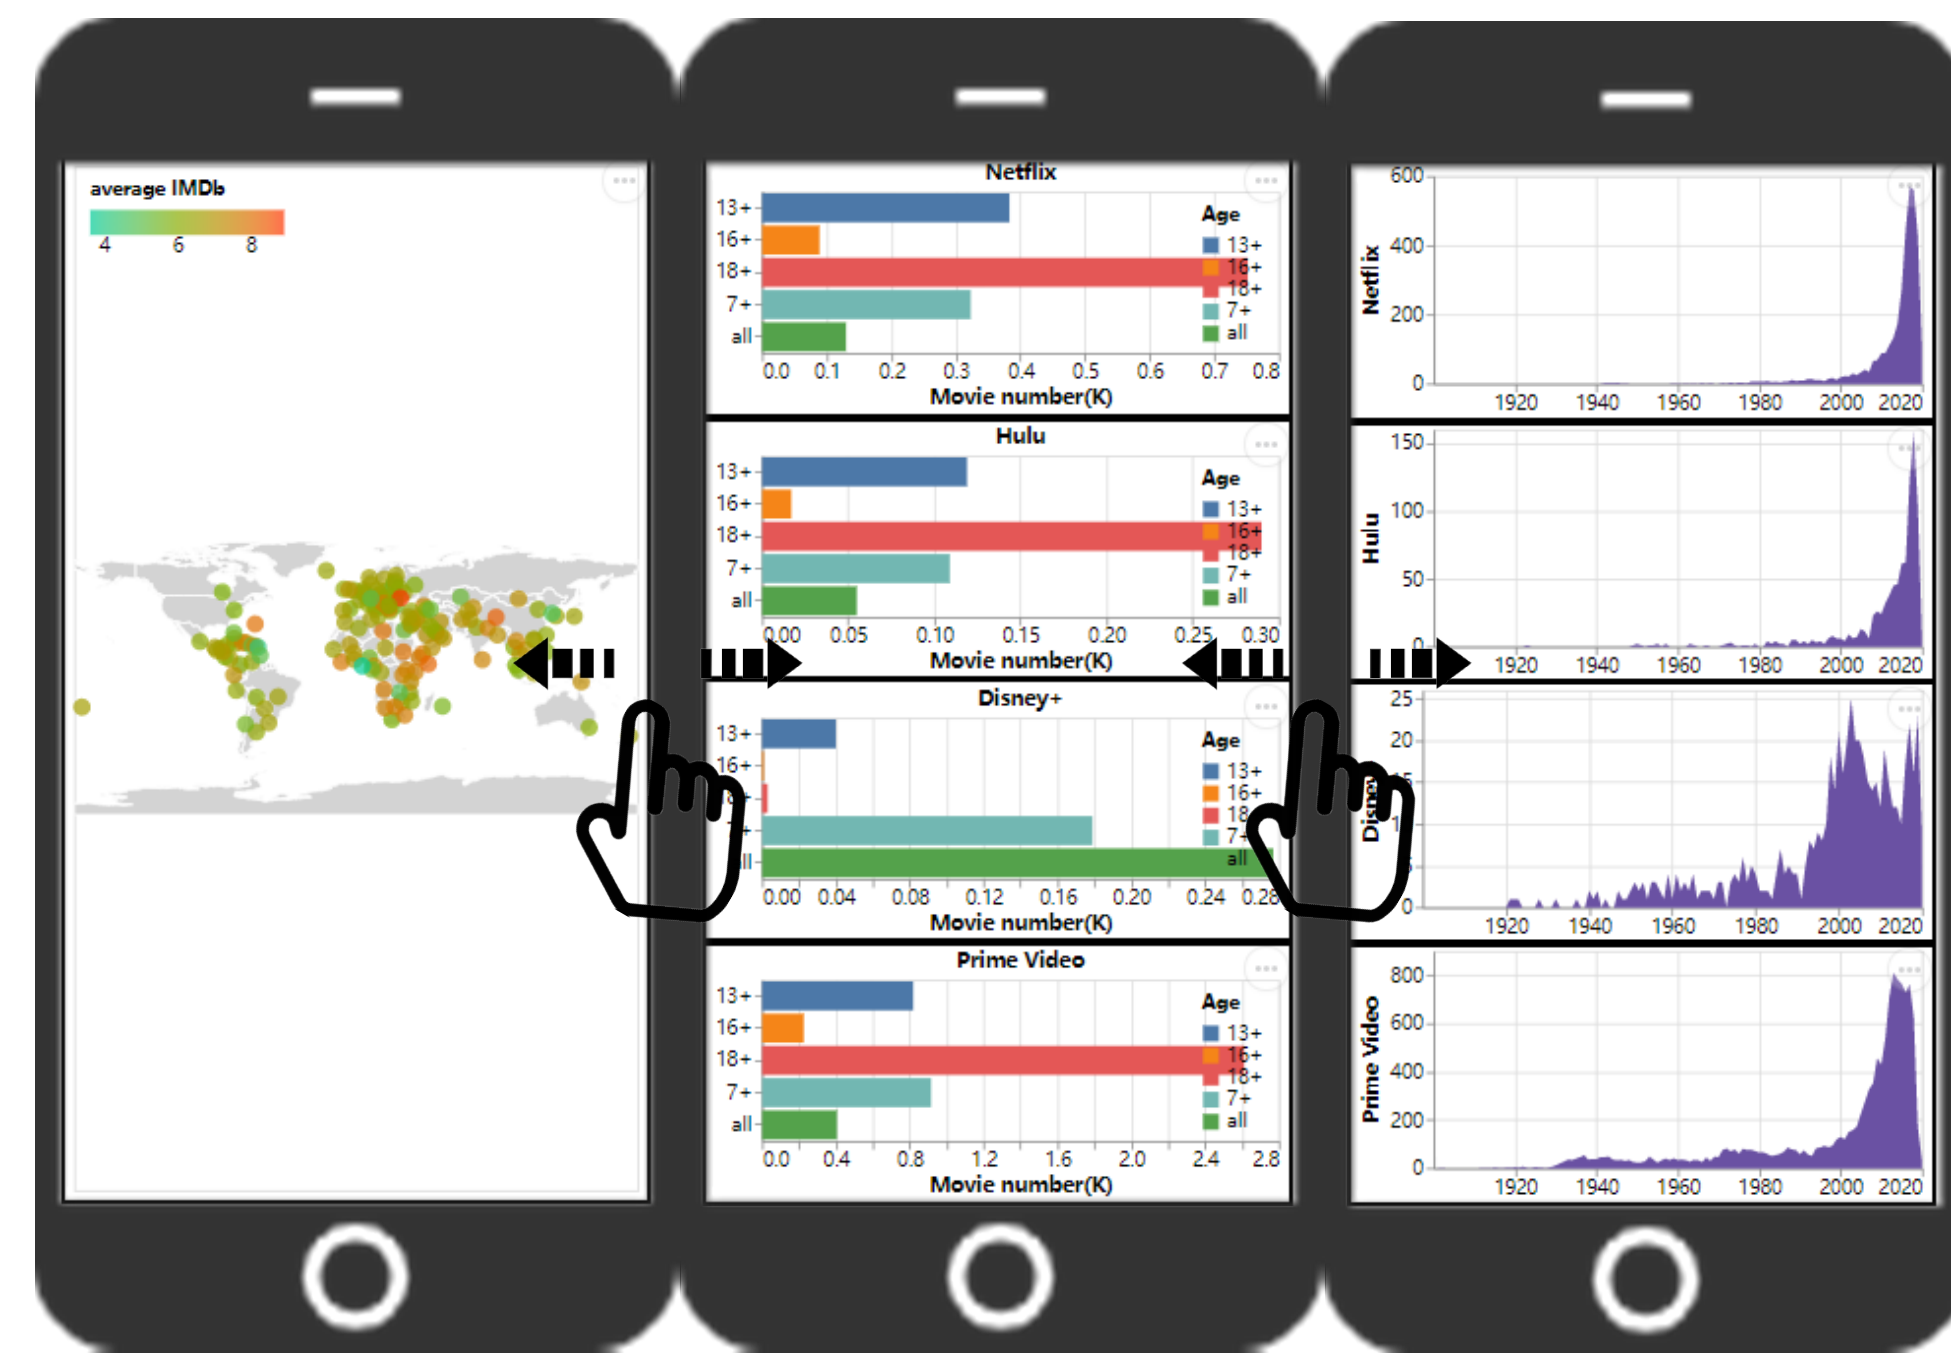 average IMDb
4 6 8
Netflix
13+
16+
18+
7+
all
Age
13+
16+
18+
7+
all
0.0 0.1 0.2 0.3 0.4 0.5 0.6 0.7 0.8
Movie number(K)
Hulu
13+
16+
18+
7+
all
Age
13+
16+
18+
7+
all
0.00 0.05 0.10 0.15 0.20 0.25 0.30
Movie number(K)
Disney+
13+
16+
Age
13+
16+
18
7+
all
0.00 0.04 0.08 0.12 0.16 0.20 0.24 0.28
Movie number(K)
Prime Video
13+
16+
18+
7+
all
Age
13+
16+
18+
7+
all
0.0 0.4 0.8 1.2 1.6 2.0 2.4 2.8
Movie number(K)
Netflix
600
400
200
0
1920 1940 1960 1980 2000 2020
Hulu
150
100
50
0
1920 1940 1960 1980 2000 2020
25
20
0
1920 1940 1960 1980 2000 2020
Prime Video
800
600
400
200
0
1920 1940 1960 1980 2000 2020